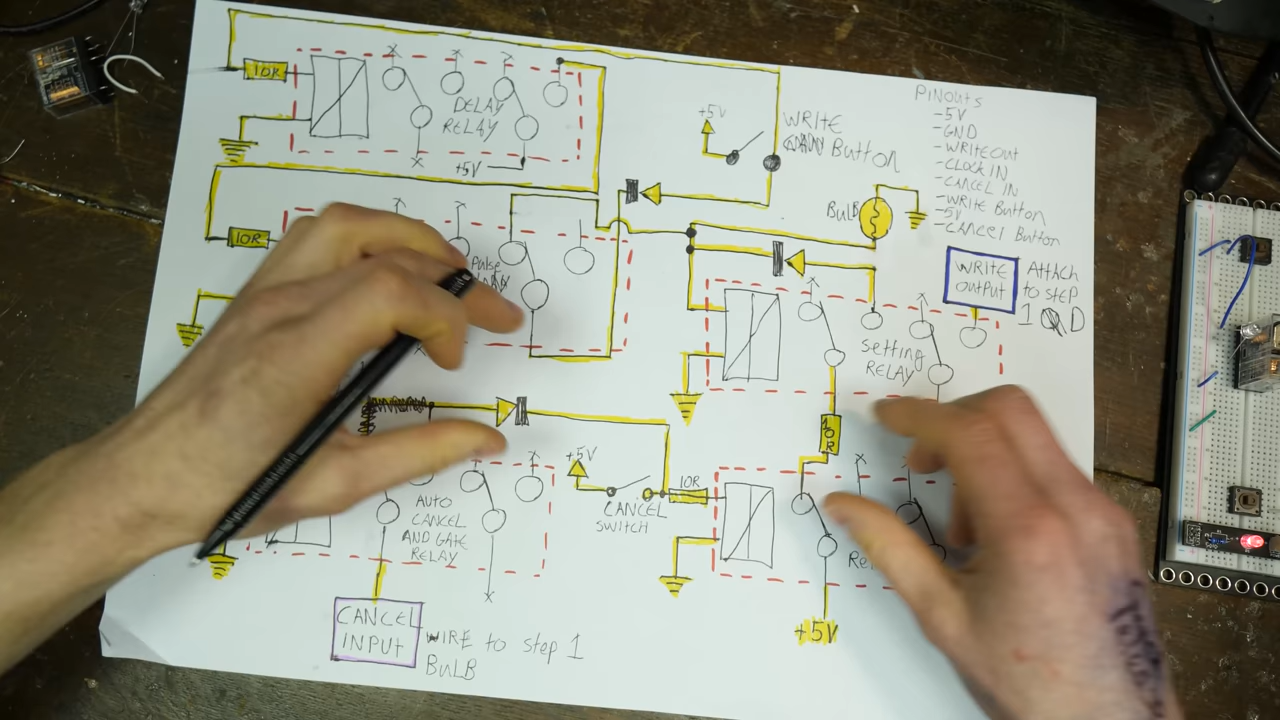 10R
DELAY
RELAY
+5V
+5V
WRITE
Button
PINOUTS
-5V
-GND
-WRITEOUT
-CLOCK IN
-CANCEL IN
-WRITE Button
-5V
-Cancel Button
10R
Pulse
BULB
WRITE
OUTPUT
Attach
to step
1 D
Setting
RELAY
10R
+5V
CANCEL
SWITCH
10R
AUTO
CANCEL
AND GATE
RELAY
Re
+5V
CANCEL
INPUT
WIRE to step 1
BULB